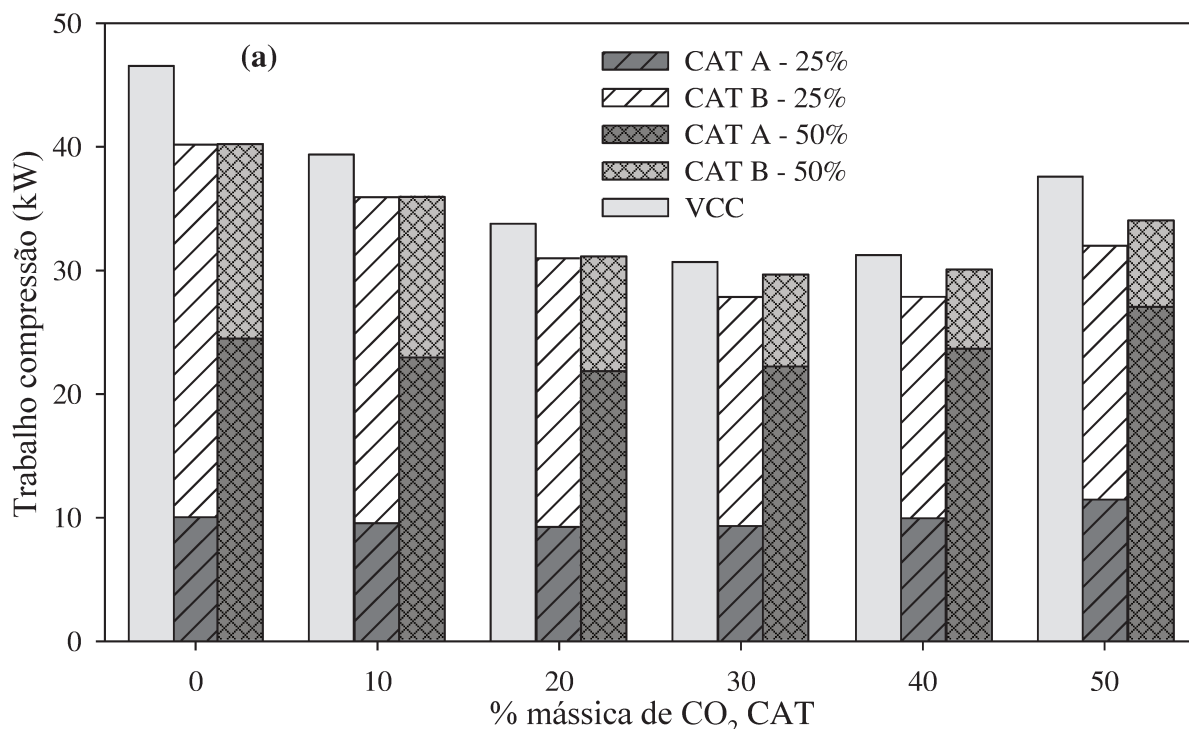 (a)
CAT A - 25%
CAT B - 25%
CAT A - 50%
CAT B - 50%
VCC
Trabalho compressão (kW)
50
40
30
20
10
0
0 10 20 30 40 50
% mássica de CO₂ CAT